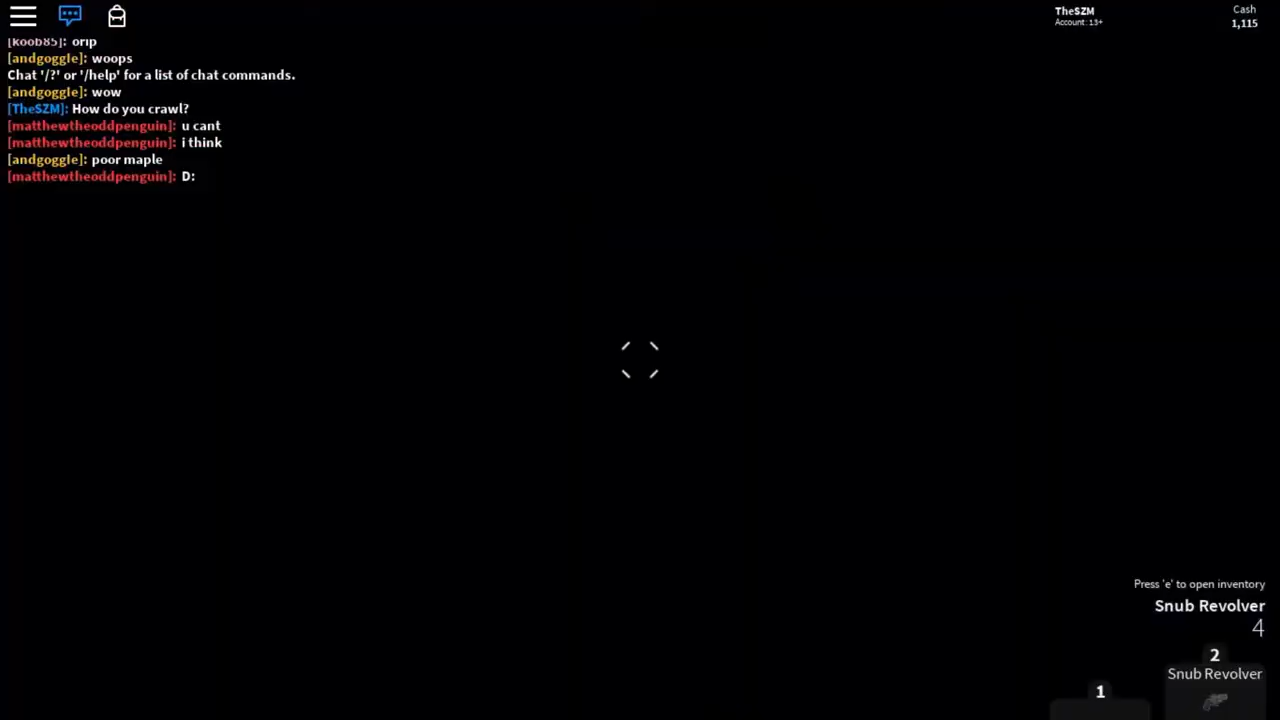 TheSZM
Account: 13+
Cash
1,115
[koob85]: orip
[andgoggle]: woops
Chat '/?' or '/help' for a list of chat commands.
[andgoggle]: wow
[TheSZM]: How do you crawl?
[matthewtheoddpenguin]: u cant
[matthewtheoddpenguin]: i think
[andgoggle]: poor maple
[matthewtheoddpenguin]: D:
Press 'e' to open inventory
Snub Revolver
4
2
Snub Revolver
1